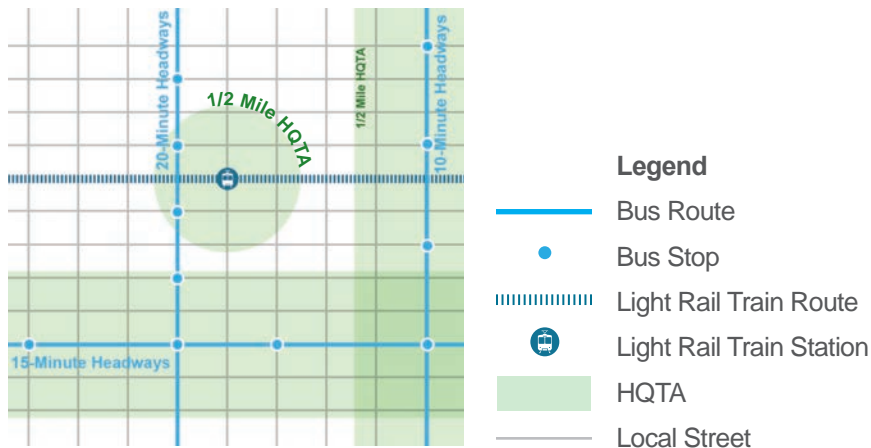 20-Minute Headways
1/2 Mile HQTA
1/2 Mile HQTA
10-Minute Headways
15-Minute Headways
Legend
Bus Route
Bus Stop
Light Rail Train Route
Light Rail Train Station
HQTA
Local Street